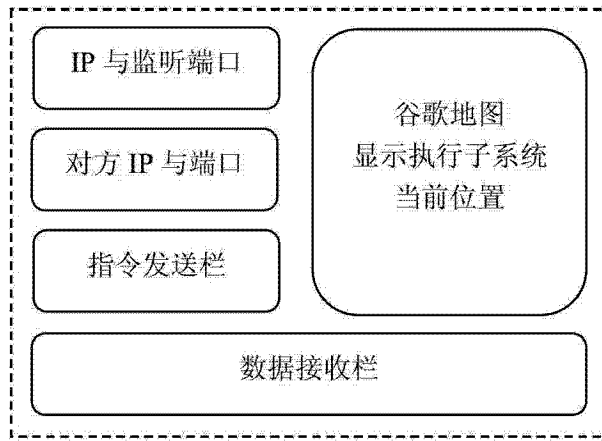 IP 与监听端口
对方 IP 与端口
指令发送栏
谷歌地图
显示执行子系统
当前位置
数据接收栏